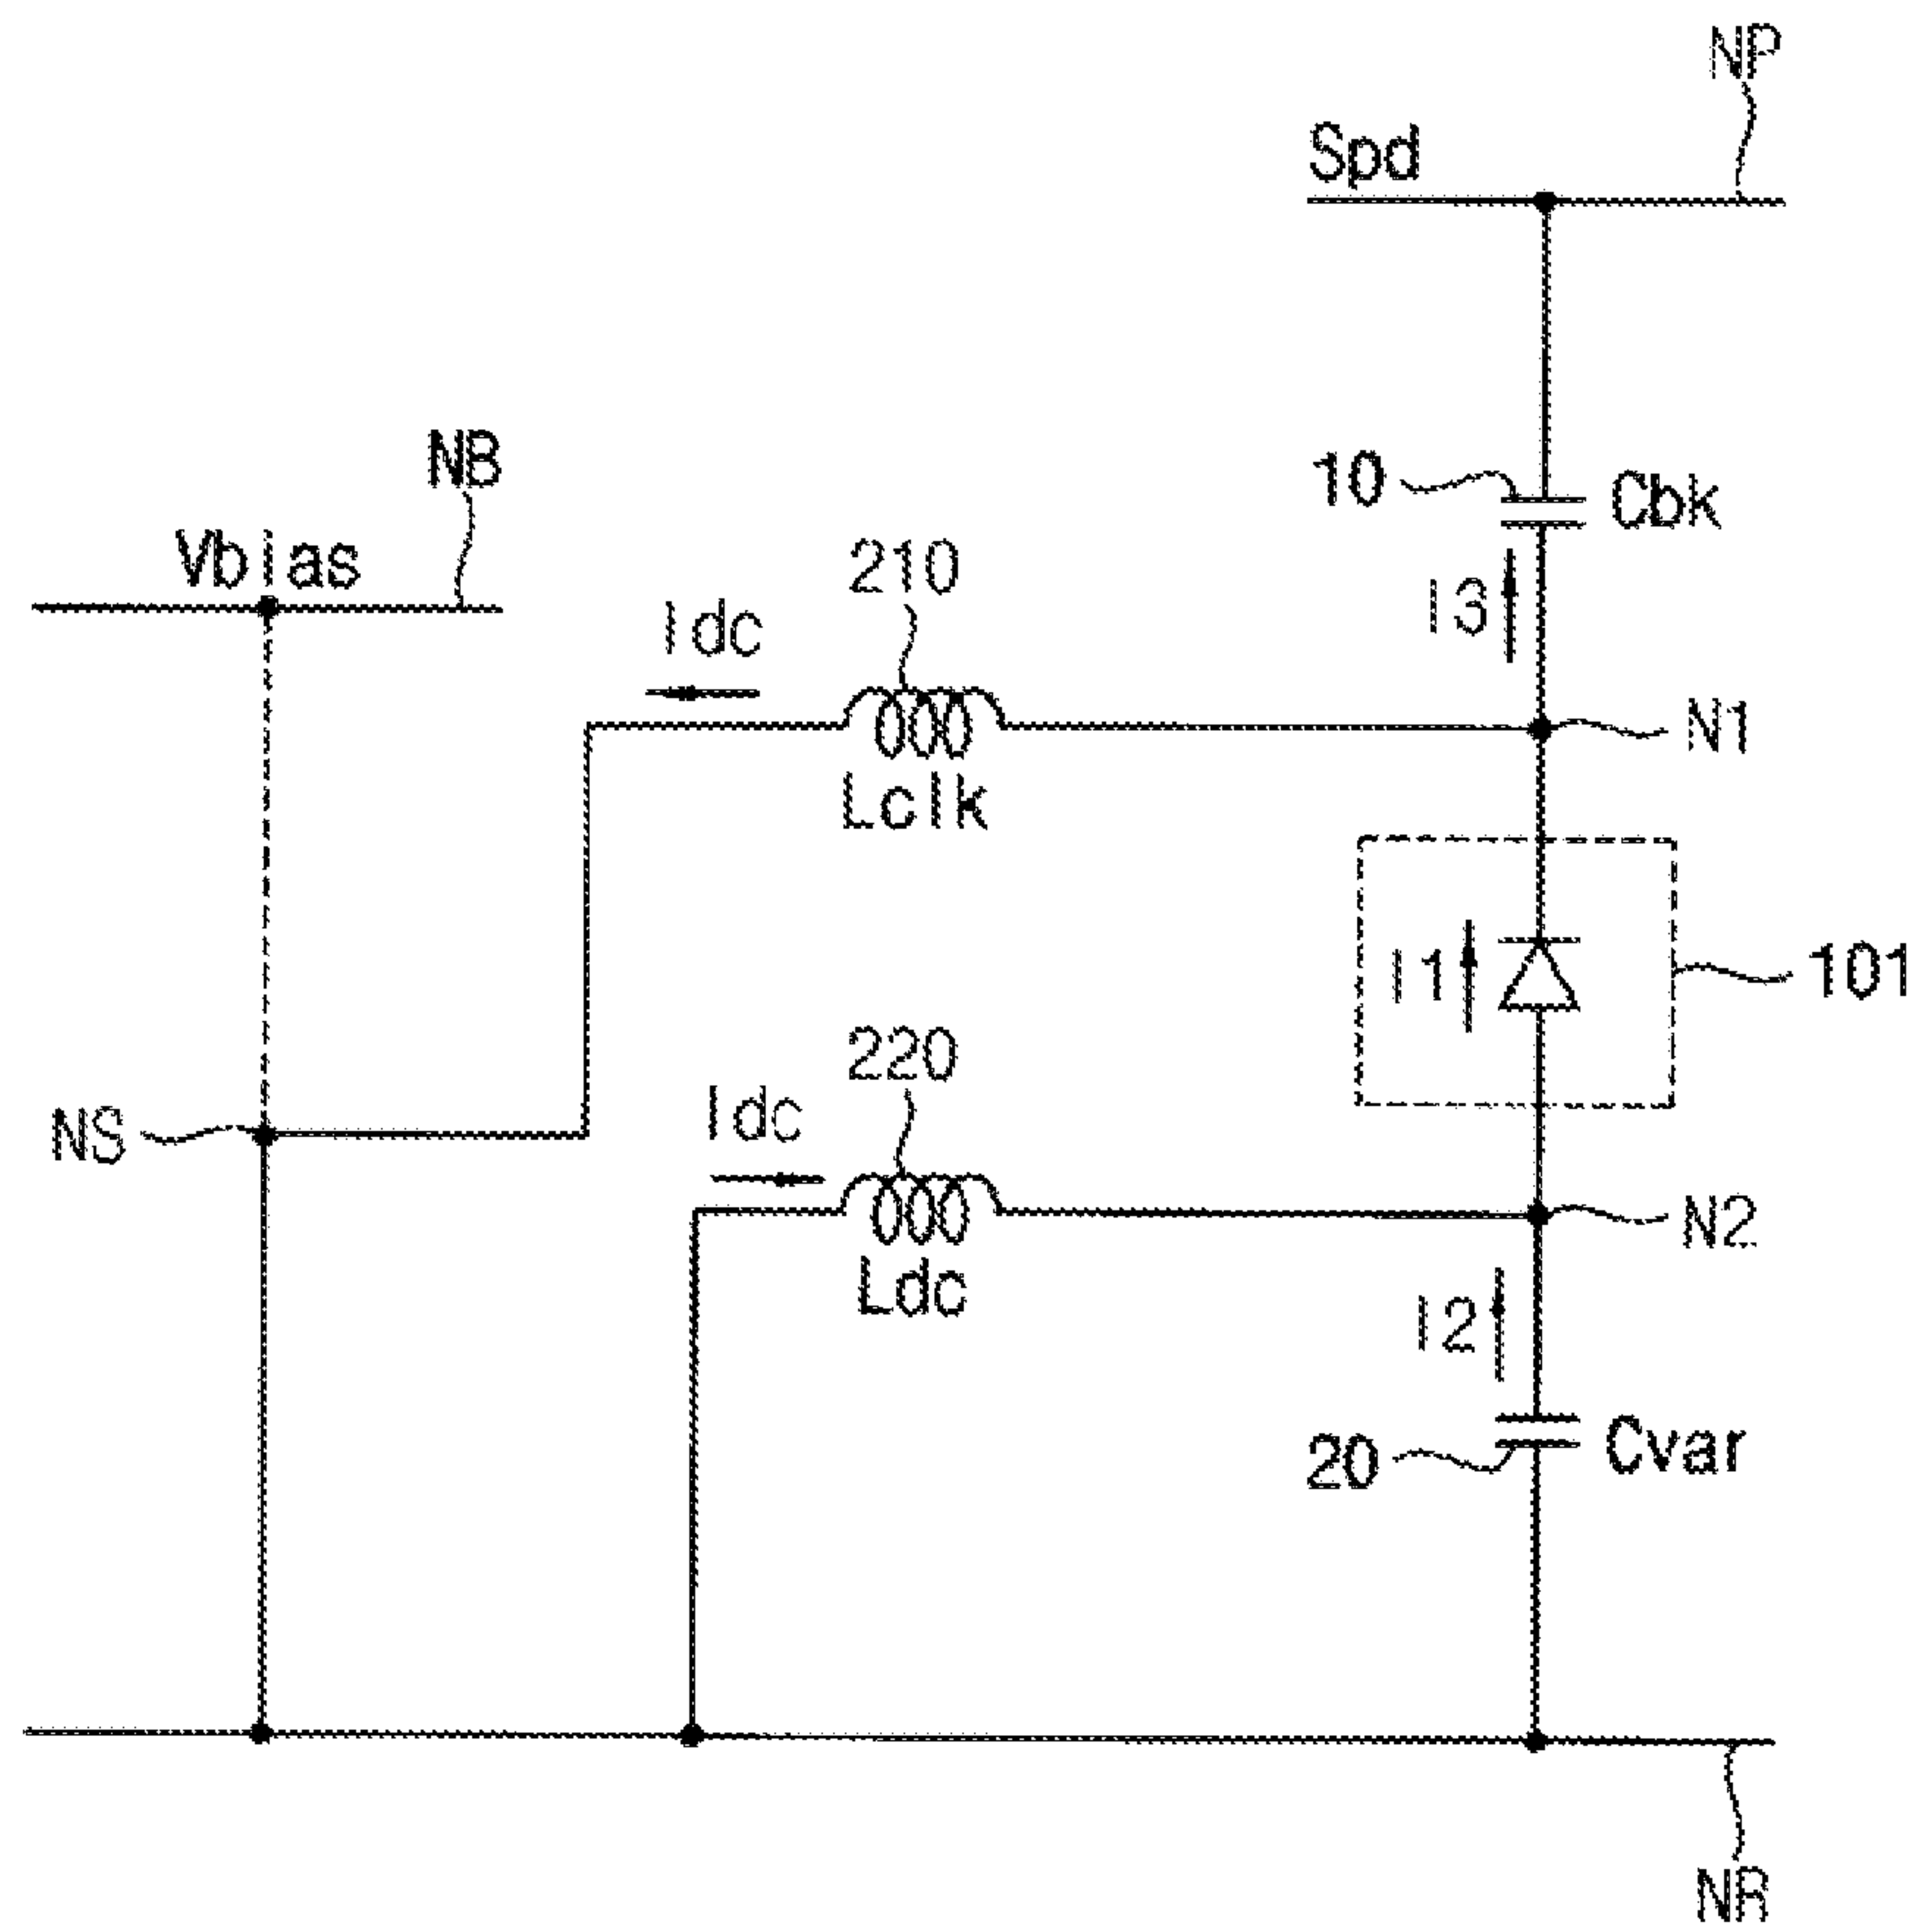 NP
Spd
NB
10
Cbk
Vbias
210
Idc
I3
N1
Lclk
101
I1
220
Idc
NS
N2
Ldc
I2
20
Cvar
NR